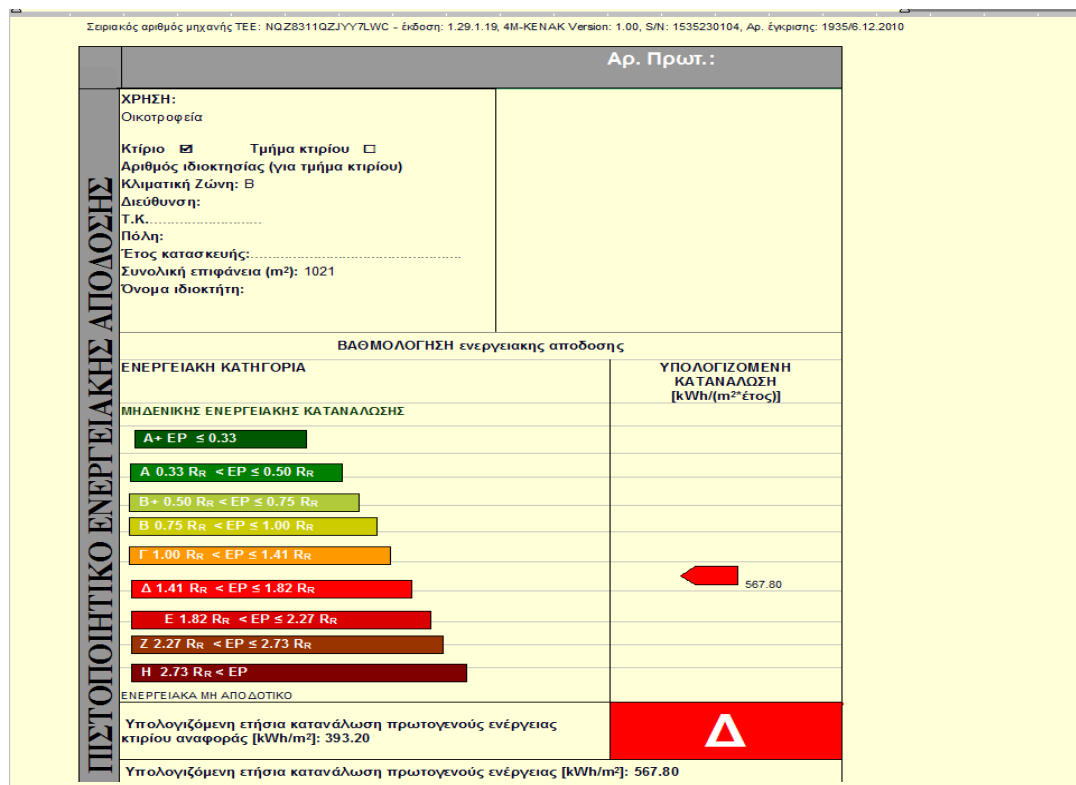 Σειριακός αριθμός μηχανής ΤΕΕ: NQZ8311QZJYY7LWC - έκδοση: 1.29.1.19, 4M-KENAK Version: 1.00, S/N: 1535230104, Αρ. έγκρισης: 1935/6.12.2010
Αρ. Πρωτ.:
ΠΙΣΤΟΠΟΙΗΤΙΚΟ ΕΝΕΡΓΕΙΑΚΗΣ ΑΠΟΔΟΣΗΣ
ΧΡΗΣΗ:
Οικοτροφεία
Κτίριο ☑ Τμήμα κτιρίου ☐
Αριθμός ιδιοκτησίας (για τμήμα κτιρίου)
Κλιματική Ζώνη: Β
Διεύθυνση:
Τ.Κ...........................
Πόλη:
Έτος κατασκευής:..................................................
Συνολική επιφάνεια (m²): 1021
Όνομα ιδιοκτήτη:
ΒΑΘΜΟΛΟΓΗΣΗ ενεργειακης αποδοσης
ΕΝΕΡΓΕΙΑΚΗ ΚΑΤΗΓΟΡΙΑ
ΥΠΟΛΟΓΙΖΟΜΕΝΗ
ΚΑΤΑΝΑΛΩΣΗ
[kWh/(m²*έτος)]
ΜΗΔΕΝΙΚΗΣ ΕΝΕΡΓΕΙΑΚΗΣ ΚΑΤΑΝΑΛΩΣΗΣ
Α+ EP ≤ 0.33
Α 0.33 RR < EP ≤ 0.50 RR
Β+ 0.50 RR < EP ≤ 0.75 RR
Β 0.75 RR < EP ≤ 1.00 RR
Γ 1.00 RR < EP ≤ 1.41 RR
Δ 1.41 RR < EP ≤ 1.82 RR
567.80
Ε 1.82 RR < EP ≤ 2.27 RR
Ζ 2.27 RR < EP ≤ 2.73 RR
Η 2.73 RR < EP
ΕΝΕΡΓΕΙΑΚΑ ΜΗ ΑΠΟΔΟΤΙΚΟ
Υπολογιζόμενη ετήσια κατανάλωση πρωτογενούς ενέργειας
κτιρίου αναφοράς [kWh/m²]: 393.20
Δ
Υπολογιζόμενη ετήσια κατανάλωση πρωτογενούς ενέργειας [kWh/m²]: 567.80